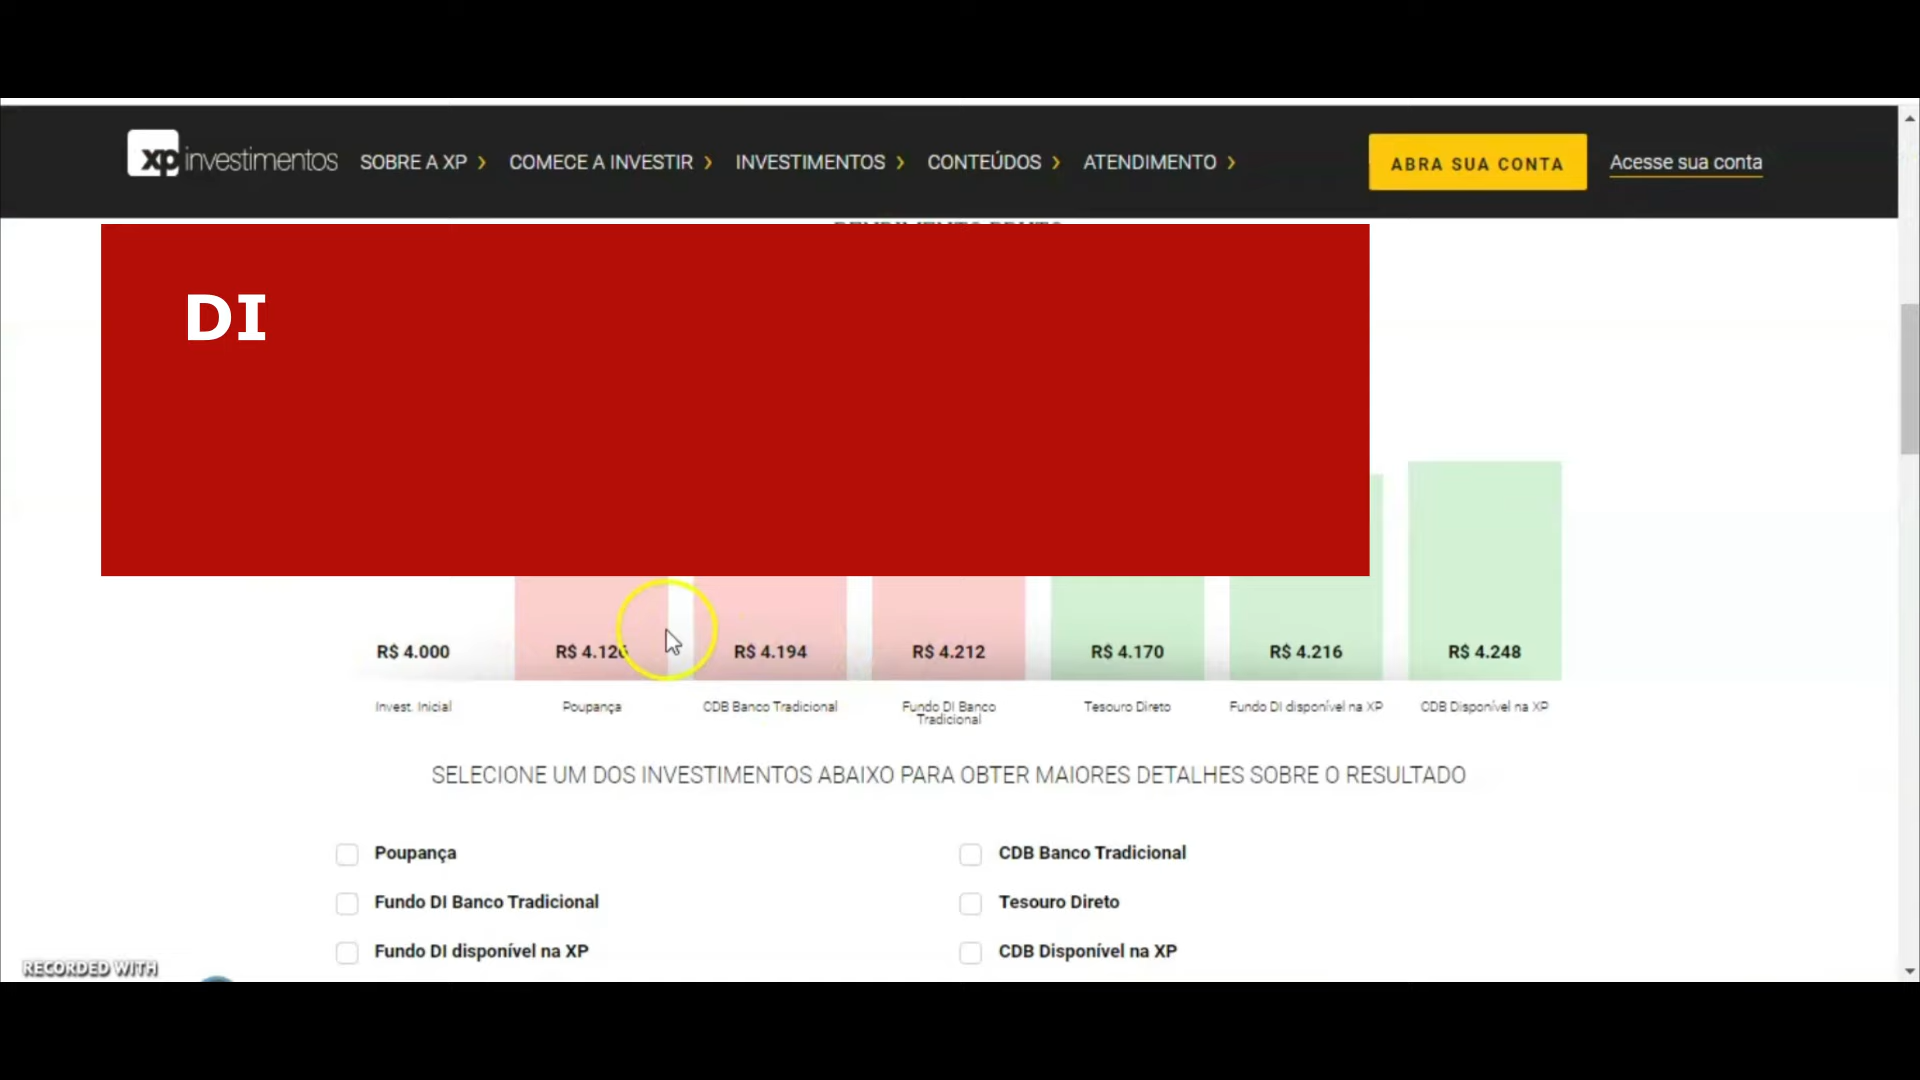 xp investimentos SOBRE A XP COMECE A INVESTIR INVESTIMENTOS CONTEÚDOS ATENDIMENTO ABRA SUA CONTA Acesse sua conta
DI
R$ 4.000 R$ 4.126 R$ 4.194 R$ 4.212 R$ 4.170 R$ 4.216 R$ 4.248
Invest. Inicial Poupança CDB Banco Tradicional Fundo DI Banco Tesouro Direto Fundo DI disponível na XP CDB Disponível na XP
Tradicional
SELECIONE UM DOS INVESTIMENTOS ABAIXO PARA OBTER MAIORES DETALHES SOBRE O RESULTADO
Poupança CDB Banco Tradicional
Fundo DI Banco Tradicional Tesouro Direto
Fundo DI disponível na XP CDB Disponível na XP
RECORDED WITH